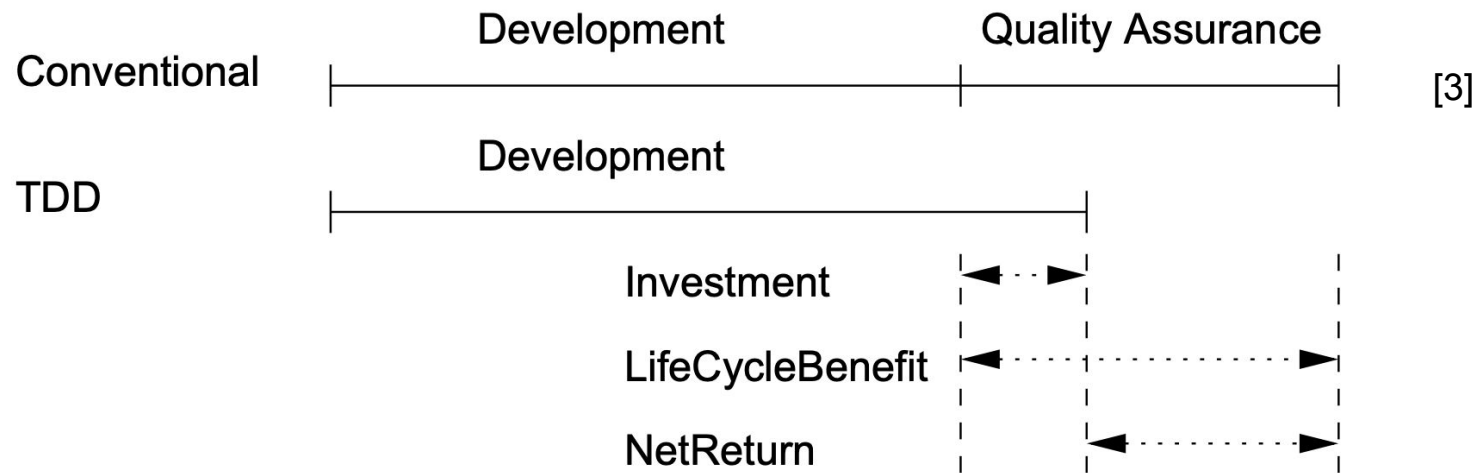 Development Quality Assurance
Conventional [3]
Development
TDD
Investment
LifeCycleBenefit
NetReturn